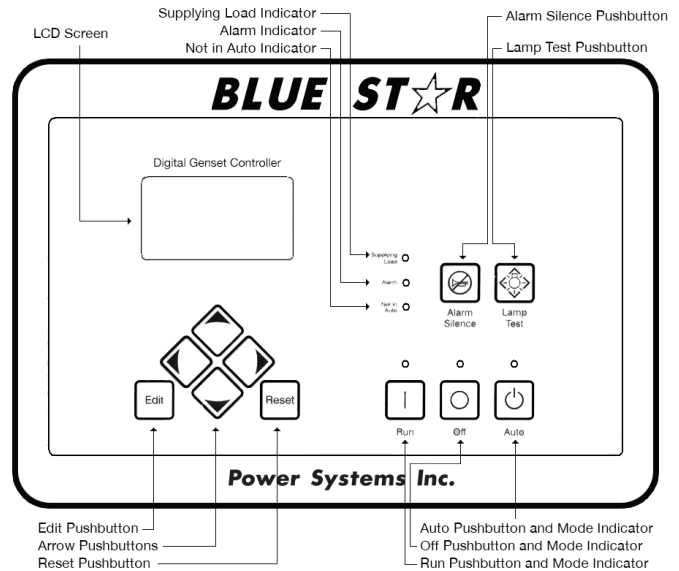 Supplying Load Indicator
Alarm Indicator
Not in Auto Indicator
LCD Screen
Alarm Silence Pushbutton
Lamp Test Pushbutton
BLUE ST☆R
Digital Genset Controller
Supplying
Load
Alarm
Not in
Auto
Alarm
Silence
Lamp
Test
Edit
Reset
Run
Off
Auto
Power Systems Inc.
Edit Pushbutton
Arrow Pushbuttons
Reset Pushbutton
Auto Pushbutton and Mode Indicator
Off Pushbutton and Mode Indicator
Run Pushbutton and Mode Indicator